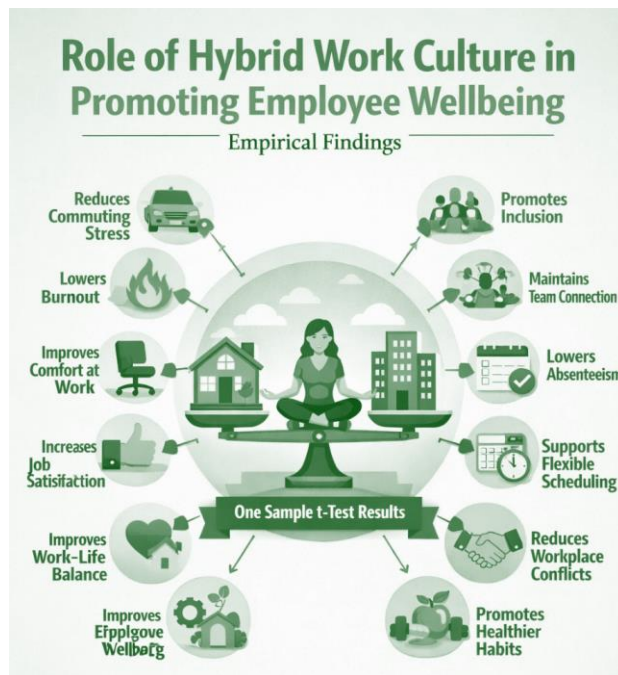 Role of Hybrid Work Culture in
Promoting Employee Wellbeing
Empirical Findings
Reduces
Commuting
Stress
Promotes
Inclusion
Lowers
Burnout
Maintains
Team Connection
Improves
Comfort at
Work
Lowers
Absenteeism
Increases
Job
Satisifaction
Supports
Flexible
Scheduling
One Sample t-Test Results
Improves
Work-Life
Balance
Reduces
Workplace
Conflicts
Improves
Promotes
Healthier
Habits